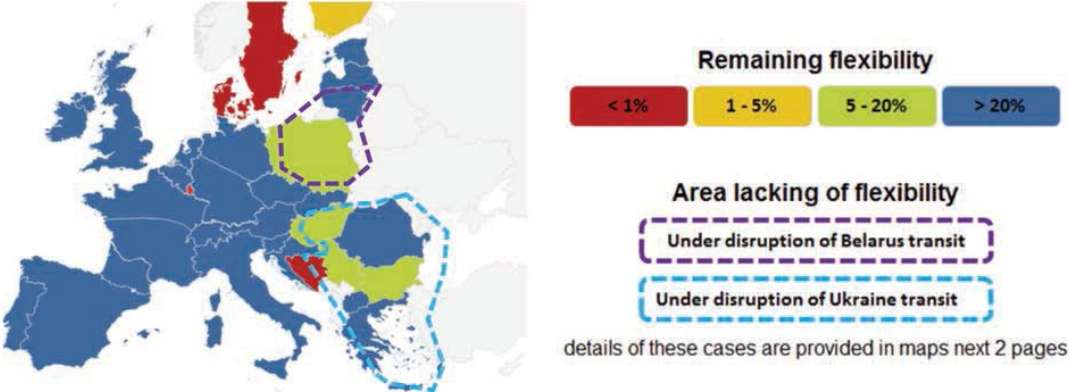 Remaining flexibility
< 1%
1 - 5%
5 - 20%
> 20%
Area lacking of flexibility
Under disruption of Belarus transit
Under disruption of Ukraine transit
details of these cases are provided in maps next 2 pages